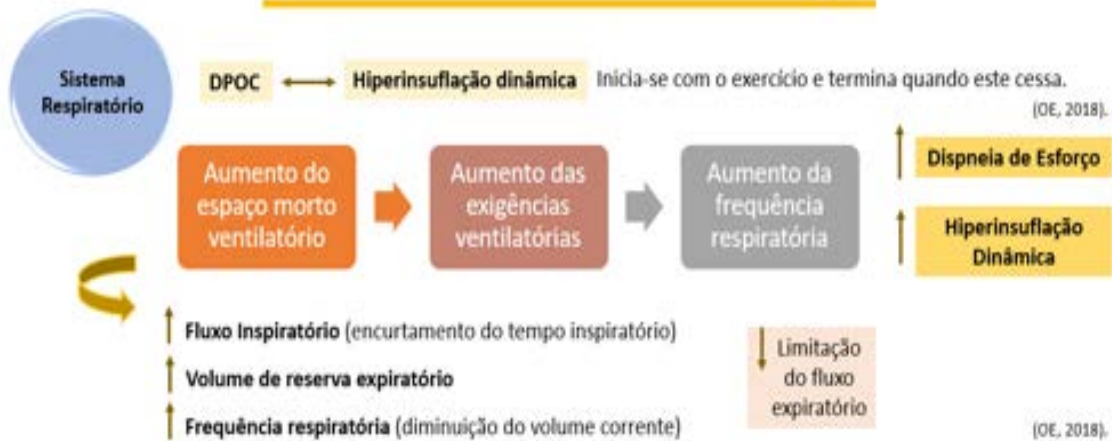 Sistema
Respiratório
DPOC
Hiperinsuflação dinâmica
Inicia-se com o exercício e termina quando este cessa.
(OE, 2018).
Aumento do
espaço morto
ventilatório
Aumento das
exigências
ventilatórias
Aumento da
frequência
respiratória
Dispneia de Esforço
Hiperinsuflação
Dinâmica
Fluxo Inspiratório (encurtamento do tempo inspiratório)
Volume de reserva expiratório
Frequência respiratória (diminuição do volume corrente)
Limitação
do fluxo
expiratório
(OE, 2018).